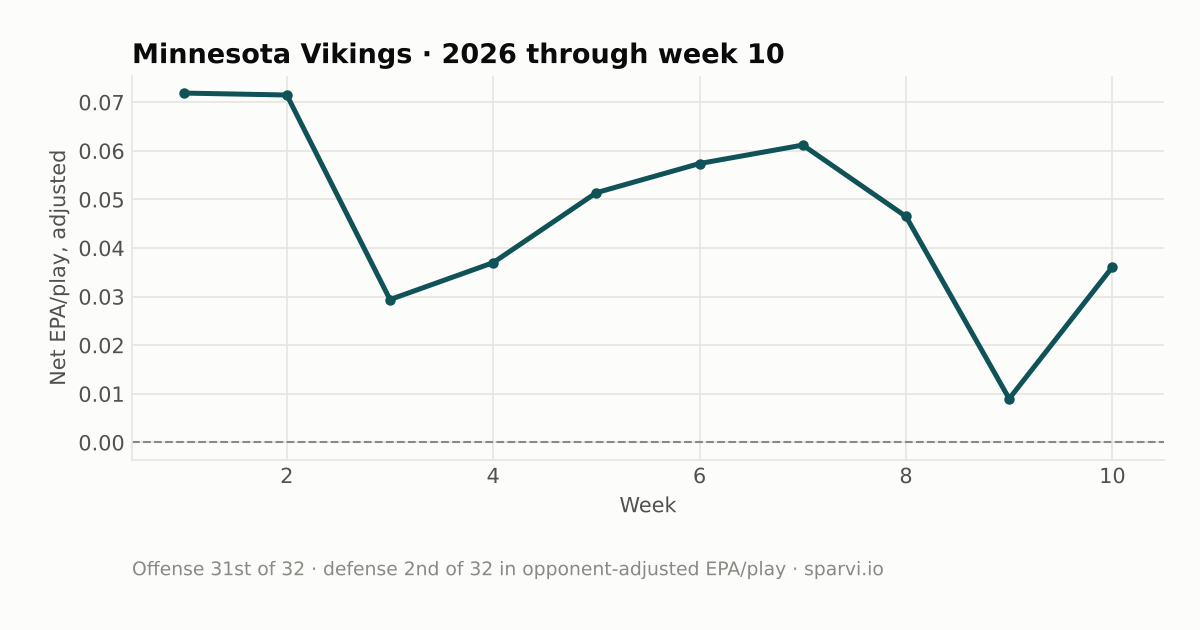 Minnesota Vikings · 2026 through week 10
Net EPA/play, adjusted
0.07
0.06
0.05
0.04
0.03
0.02
0.01
0.00
2 4 6 8 10
Week
Offense 31st of 32 · defense 2nd of 32 in opponent-adjusted EPA/play · sparvi.io